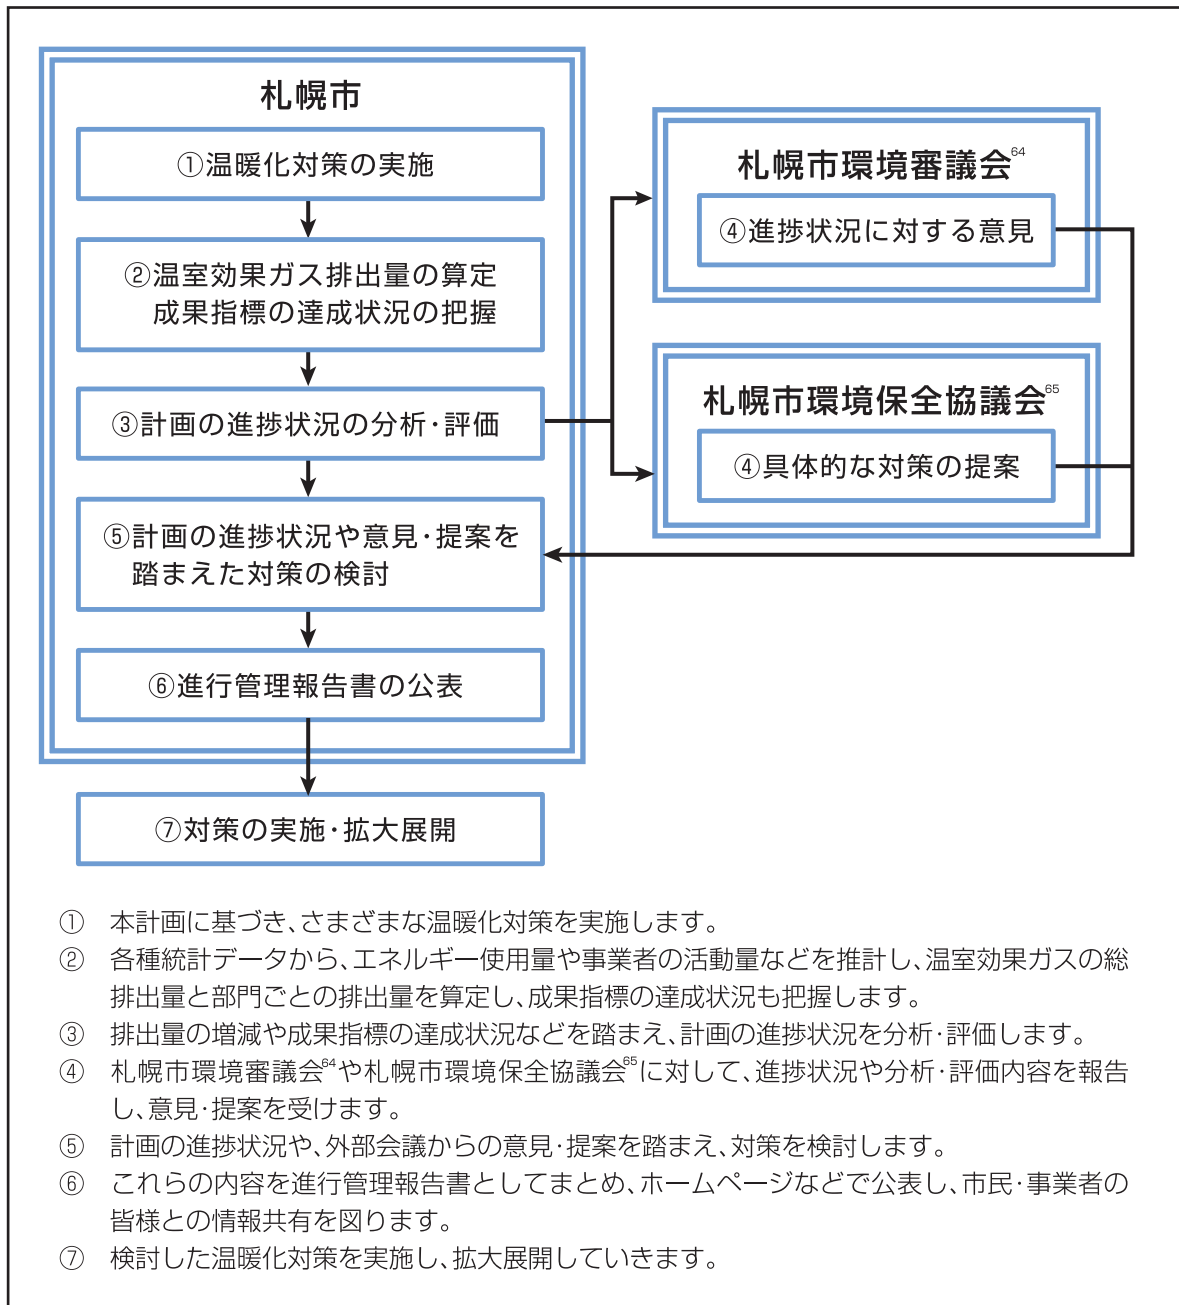 札幌市
①温暖化対策の実施
②温室効果ガス排出量の算定
成果指標の達成状況の把握
③計画の進捗状況の分析・評価
⑤計画の進捗状況や意見・提案を
踏まえた対策の検討
⑥進行管理報告書の公表
⑦対策の実施・拡大展開
札幌市環境審議会64
④進捗状況に対する意見
札幌市環境保全協議会65
④具体的な対策の提案
① 本計画に基づき、さまざまな温暖化対策を実施します。
② 各種統計データから、エネルギー使用量や事業者の活動量などを推計し、温室効果ガスの総
排出量と部門ごとの排出量を算定し、成果指標の達成状況も把握します。
③ 排出量の増減や成果指標の達成状況などを踏まえ、計画の進捗状況を分析・評価します。
④ 札幌市環境審議会64や札幌市環境保全協議会65に対して、進捗状況や分析・評価内容を報告
し、意見・提案を受けます。
⑤ 計画の進捗状況や、外部会議からの意見・提案を踏まえ、対策を検討します。
⑥ これらの内容を進行管理報告書としてまとめ、ホームページなどで公表し、市民・事業者の
皆様との情報共有を図ります。
⑦ 検討した温暖化対策を実施し、拡大展開していきます。